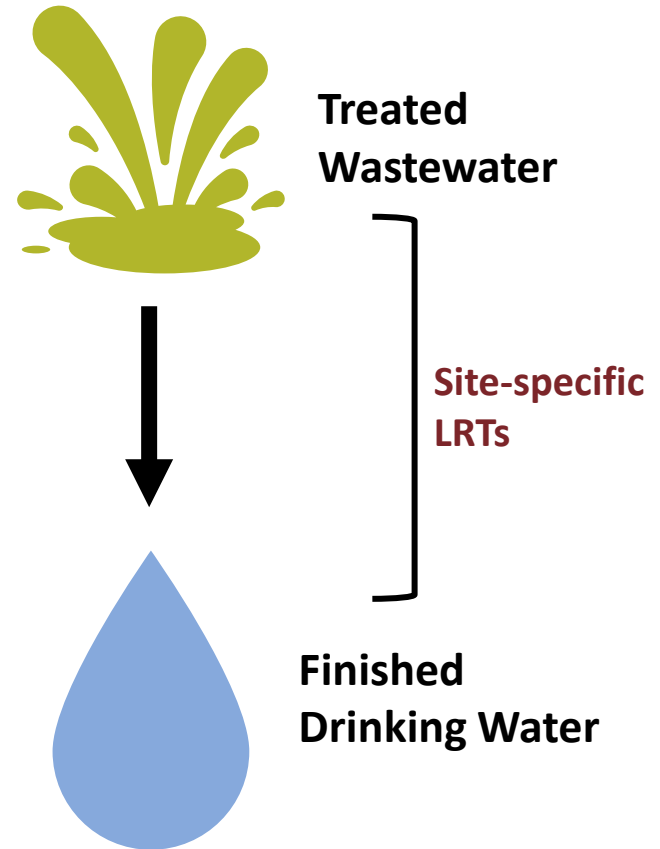 Treated
Wastewater
Site-specific
LRTs
Finished
Drinking Water